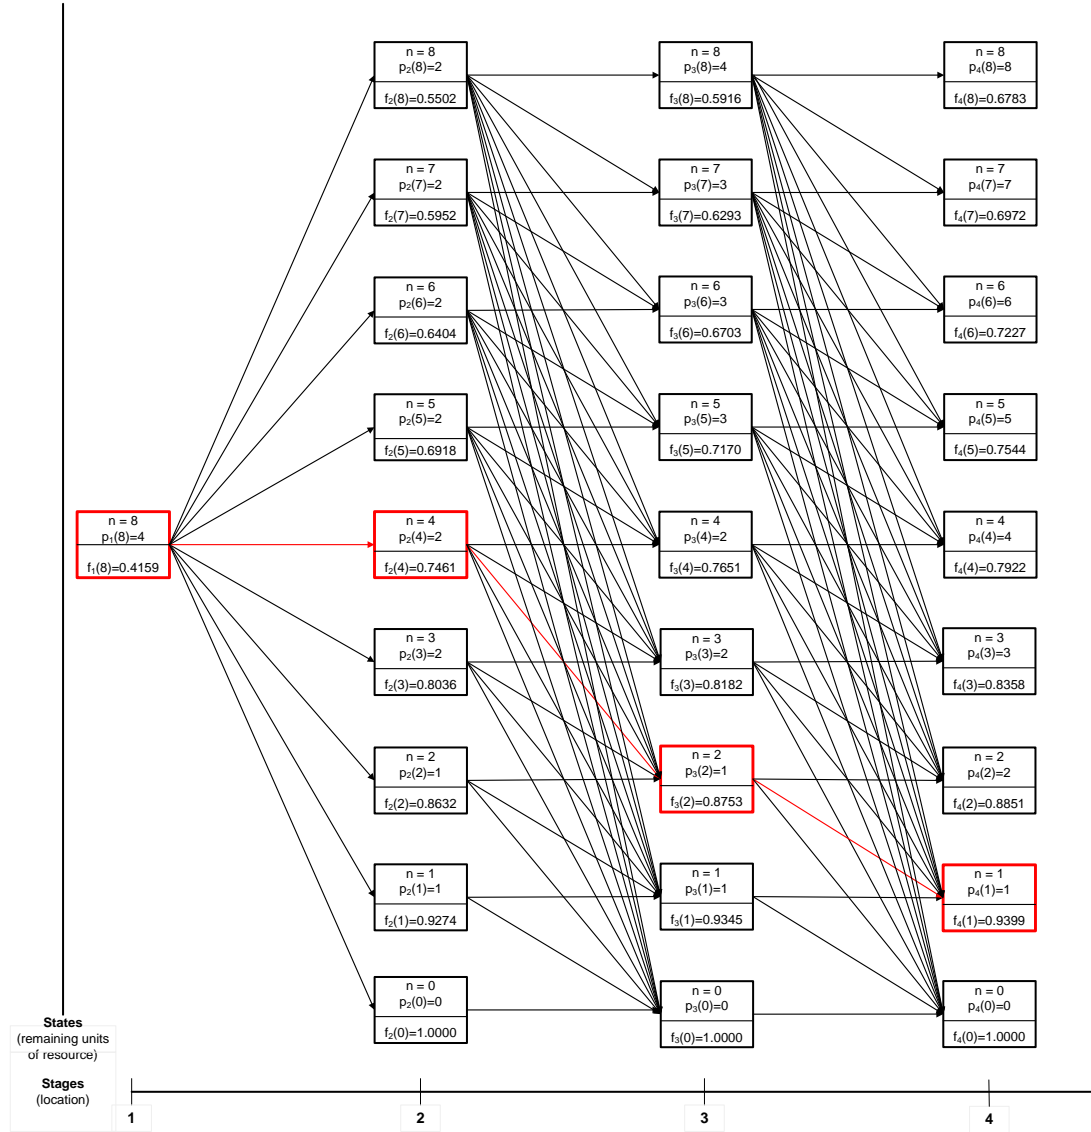 n = 8
p₂(8)=2
f₂(8)=0.5502
n = 8
p₃(8)=4
f₃(8)=0.5916
n = 8
p₄(8)=8
f₄(8)=0.6783
n = 7
p₂(7)=2
f₂(7)=0.5952
n = 7
p₃(7)=3
f₃(7)=0.6293
n = 7
p₄(7)=7
f₄(7)=0.6972
n = 6
p₂(6)=2
f₂(6)=0.6404
n = 6
p₃(6)=3
f₃(6)=0.6703
n = 6
p₄(6)=6
f₄(6)=0.7227
n = 5
p₂(5)=2
f₂(5)=0.6918
n = 5
p₃(5)=3
f₃(5)=0.7170
n = 5
p₄(5)=5
f₄(5)=0.7544
n = 8
p₁(8)=4
f₁(8)=0.4159
n = 4
p₂(4)=2
f₂(4)=0.7461
n = 4
p₃(4)=2
f₃(4)=0.7651
n = 4
p₄(4)=4
f₄(4)=0.7922
n = 3
p₂(3)=2
f₂(3)=0.8036
n = 3
p₃(3)=2
f₃(3)=0.8182
n = 3
p₄(3)=3
f₄(3)=0.8358
n = 2
p₂(2)=1
f₂(2)=0.8632
n = 2
p₃(2)=1
f₃(2)=0.8753
n = 2
p₄(2)=2
f₄(2)=0.8851
n = 1
p₂(1)=1
f₂(1)=0.9274
n = 1
p₃(1)=1
f₃(1)=0.9345
n = 1
p₄(1)=1
f₄(1)=0.9399
n = 0
p₂(0)=0
f₂(0)=1.0000
n = 0
p₃(0)=0
f₃(0)=1.0000
n = 0
p₄(0)=0
f₄(0)=1.0000
States
(remaining units
of resource)
Stages
(location)
1
2
3
4